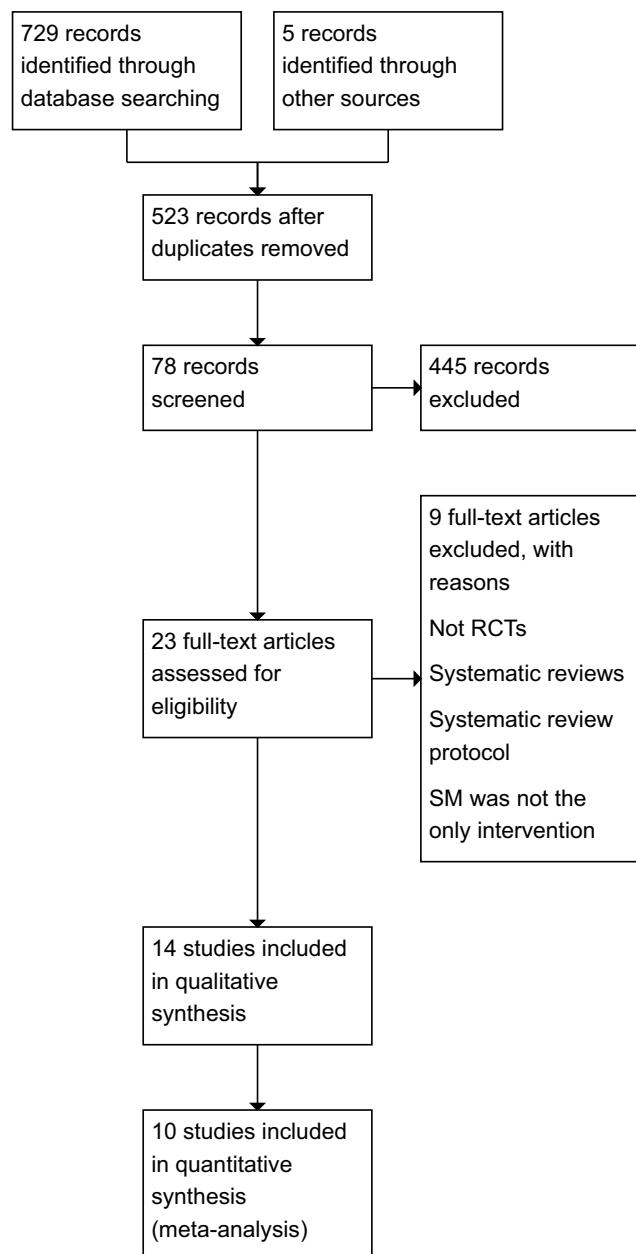 729 records
identified through
database searching
5 records
identified through
other sources
523 records after
duplicates removed
78 records
screened
445 records
excluded
9 full-text articles
excluded, with
reasons
Not RCTs
Systematic reviews
Systematic review
protocol
SM was not the
only intervention
23 full-text articles
assessed for
eligibility
14 studies included
in qualitative
synthesis
10 studies included
in quantitative
synthesis
(meta-analysis)